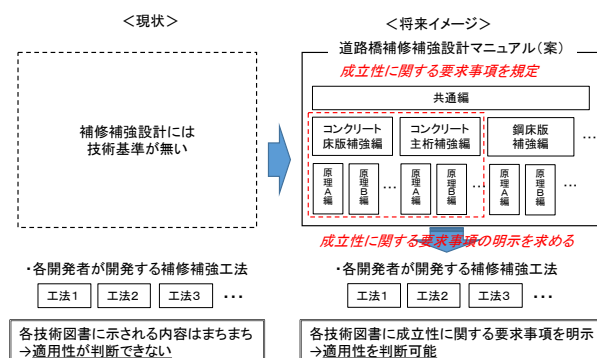 ＜現状＞
補修補強設計には
技術基準が無い
・各開発者が開発する補修補強工法
工法1 工法2 工法3 ･･･
各技術図書に示される内容はまちまち
→適用性が判断できない
＜将来イメージ＞
道路橋補修補強設計マニュアル（案）
成立性に関する要求事項を規定
共通編
コンクリート
床版補強編
コンクリート
主桁補強編
鋼床版
補強編
…
原理A編 原理B編 … 原理A編 原理B編 … 原理A編 原理B編 …
成立性に関する要求事項の明示を求める
・各開発者が開発する補修補強工法
工法1 工法2 工法3 ･･･
各技術図書に成立性に関する要求事項を明示
→適用性を判断可能